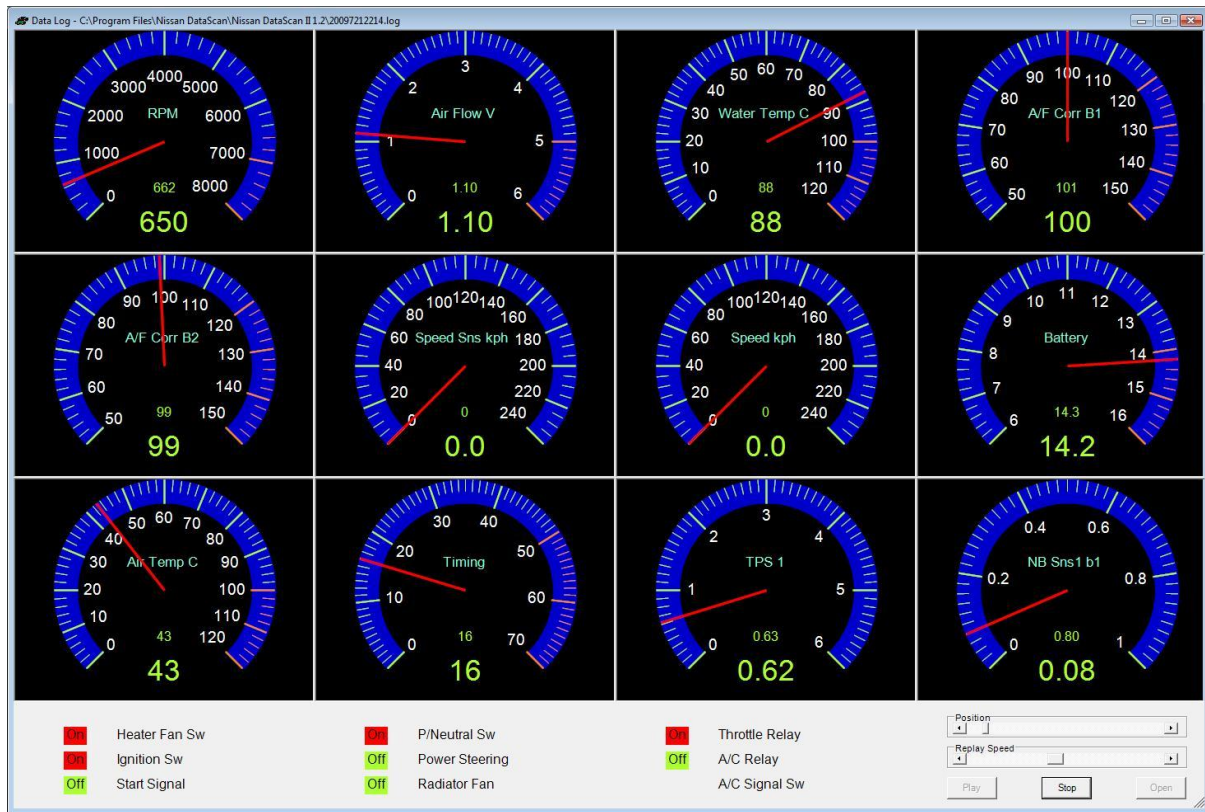 Data Log - C:\Program Files\Nissan DataScan\Nissan DataScan II 1.2\20097212214.log
0 1000 2000 3000 4000 5000 6000 7000 8000
RPM
662
650
0 1 2 3 4 5 6
Air Flow V
1.10
1.10
0 10 20 30 40 50 60 70 80 90 100 120
Water Temp C
88
88
50 60 70 80 90 100 110 120 130 140 150
A/F Corr B1
101
100
50 60 70 80 90 100 110 120 130 140 150
A/F Corr B2
99
99
0 20 40 60 80 100 120 140 160 180 200 220 240
Speed Sns kph
0
0.0
0 20 40 60 80 100 120 140 160 180 200 220 240
Speed kph
0
0.0
6 7 8 9 10 11 12 13 14 15 16
Battery
14.3
14.2
0 10 20 30 40 50 60 70 80 90 100 110 120
Air Temp C
43
43
0 10 20 30 40 50 60 70
Timing
16
16
0 1 2 3 4 5 6
TPS 1
0.63
0.62
0 0.2 0.4 0.6 0.8 1
NB Sns1 b1
0.80
0.08
On Heater Fan Sw
On Ignition Sw
Off Start Signal
On P/Neutral Sw
Off Power Steering
Off Radiator Fan
On Throttle Relay
Off A/C Relay
A/C Signal Sw
Position
Replay Speed
Play Stop Open